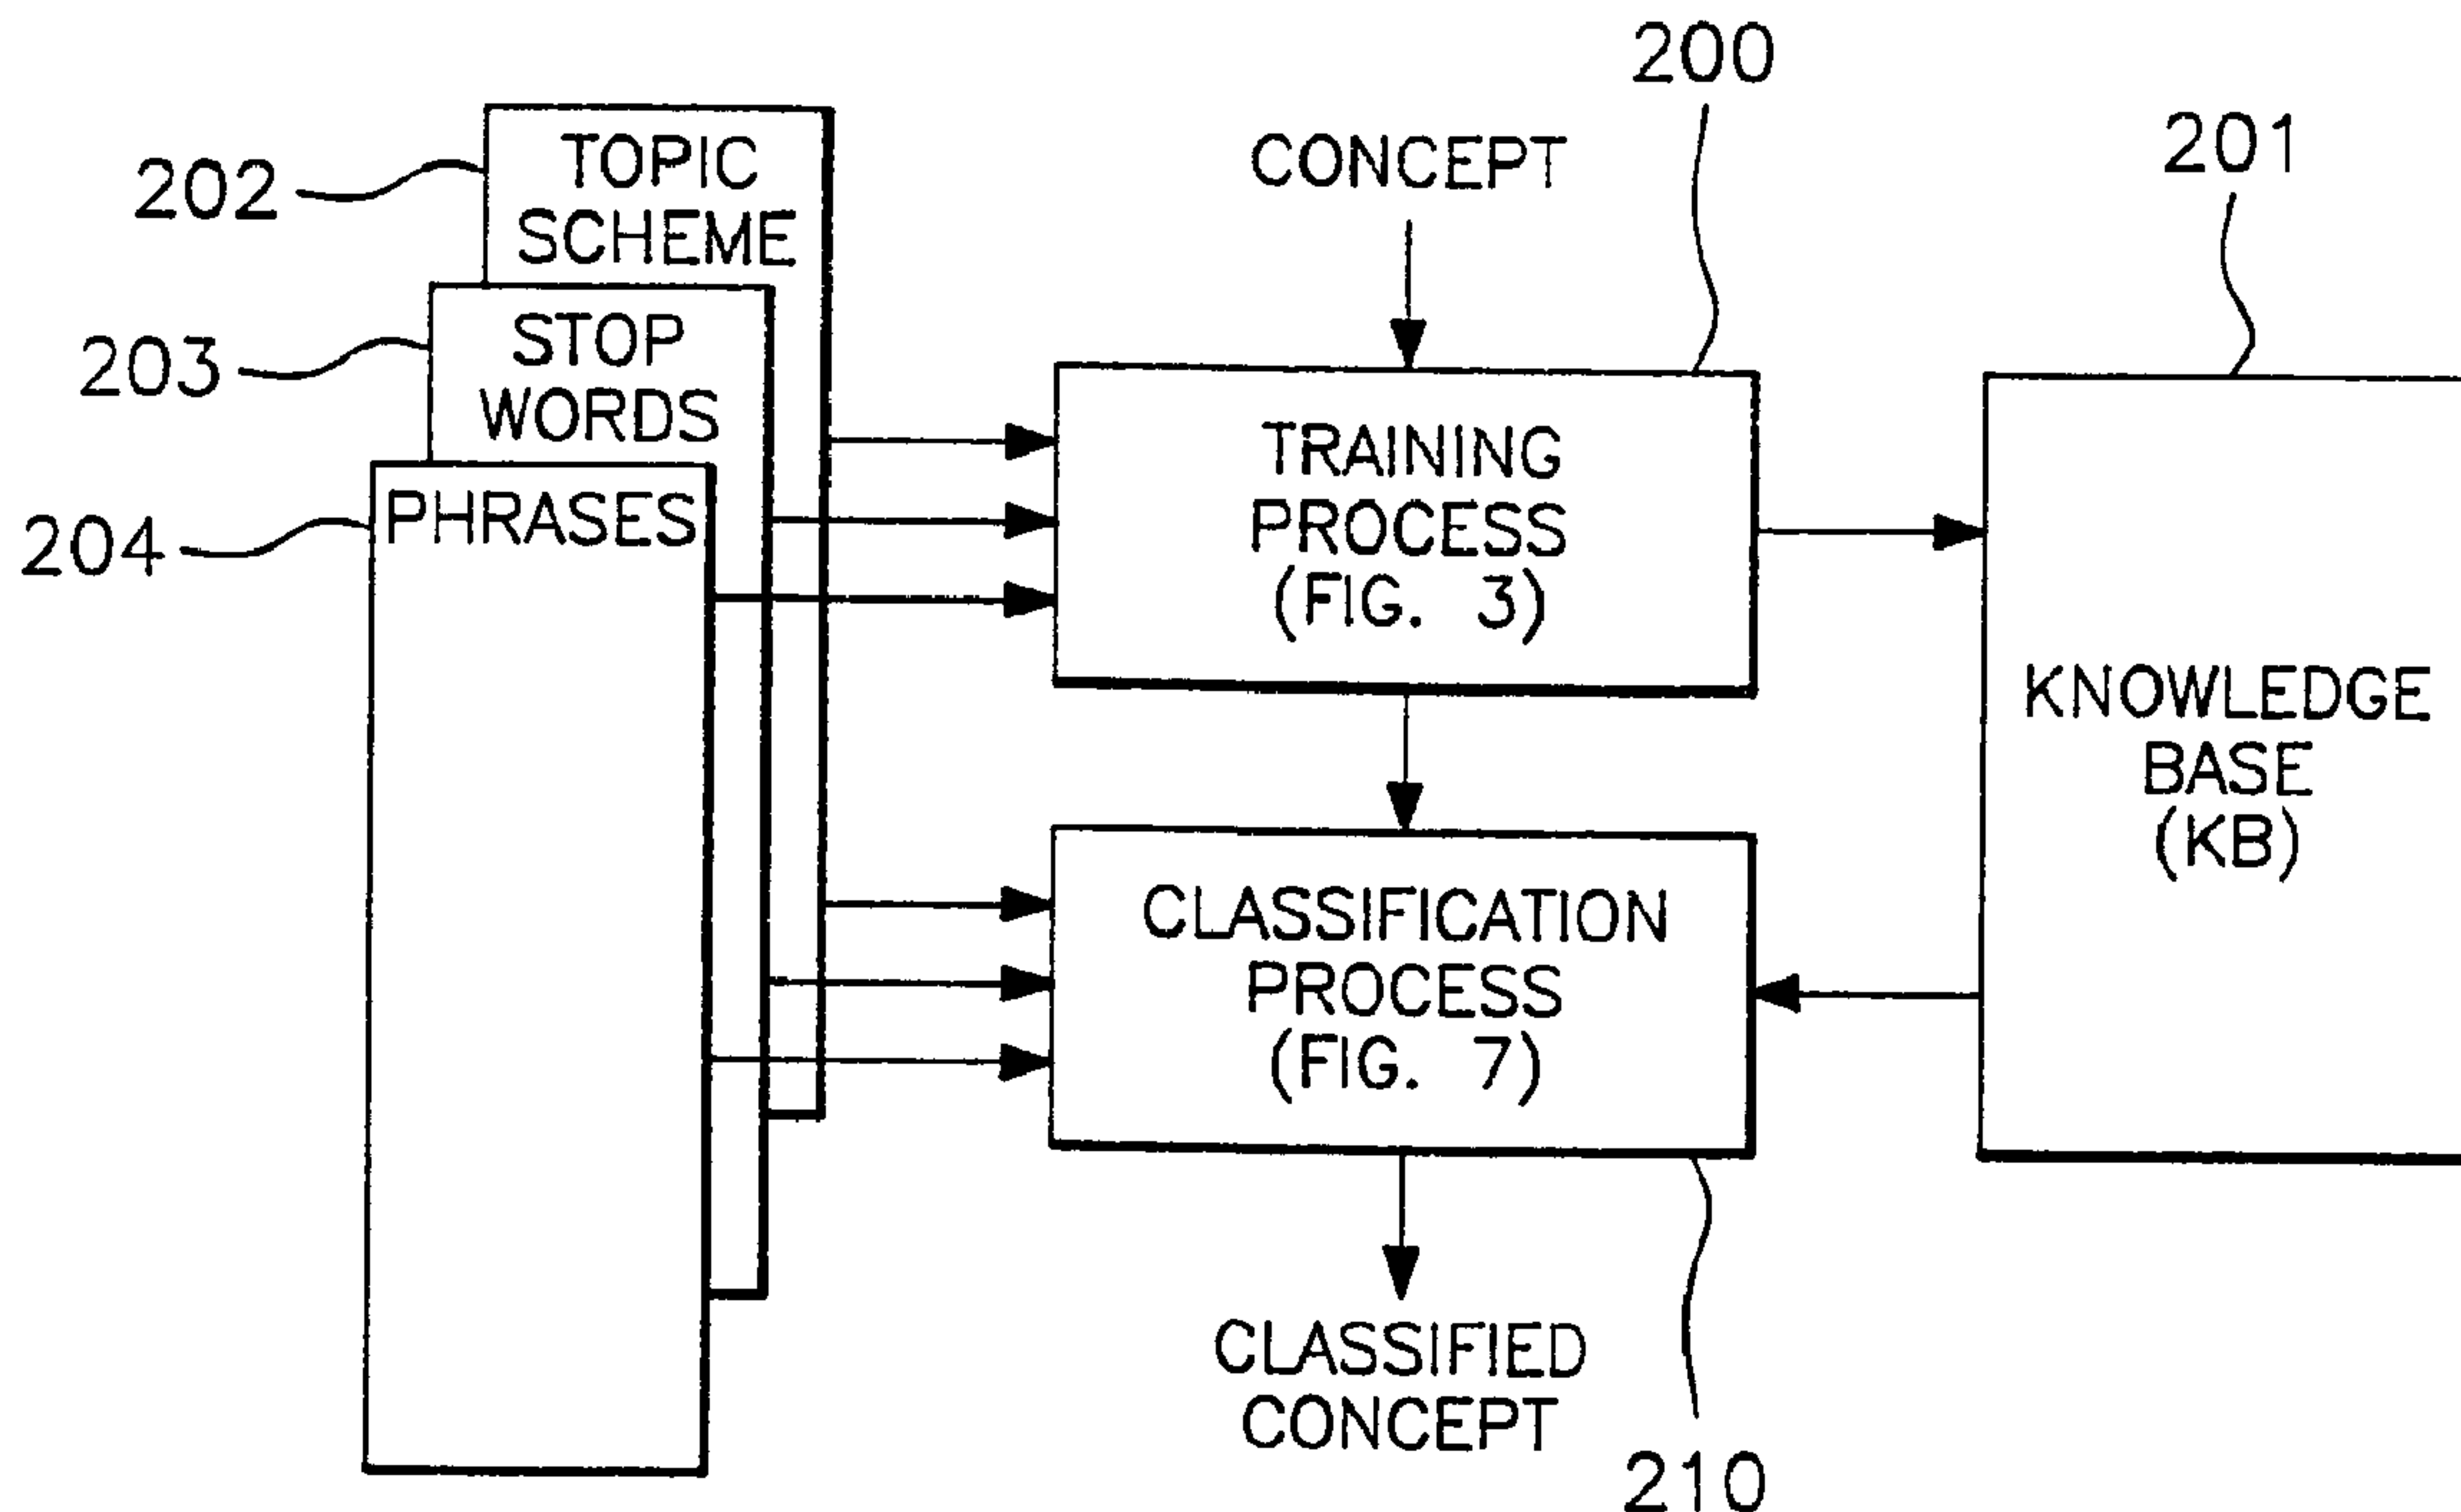 200
201
202
TOPIC
SCHEME
CONCEPT
203
STOP
WORDS
204
PHRASES
TRAINING
PROCESS
(FIG. 3)
KNOWLEDGE
BASE
(KB)
CLASSIFICATION
PROCESS
(FIG. 7)
CLASSIFIED
CONCEPT
210